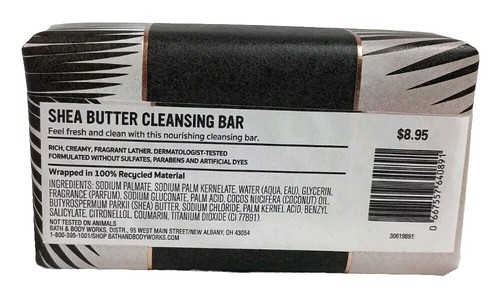 SHEA BUTTER CLEANSING BAR
Feel fresh and clean with this nourishing cleansing bar.
$8.95
RICH, CREAMY, FRAGRANT LATHER. DERMATOLOGIST-TESTED
FORMULATED WITHOUT SULFATES, PARABENS AND ARTIFICIAL DYES
Wrapped in 100% Recycled Material
INGREDIENTS: SODIUM PALMATE, SODIUM PALM KERNELATE, WATER (AQUA, EAU), GLYCERIN,
FRAGRANCE (PARFUM), SODIUM GLUCONATE, PALM ACID, COCOS NUCIFERA (COCONUT) OIL,
BUTYROSPERMUM PARKII (SHEA) BUTTER, SODIUM CHLORIDE, PALM KERNEL ACID, BENZYL
SALICYLATE, CITRONELLOL, COUMARIN, TITANIUM DIOXIDE (CI 77891).
NOT TESTED ON ANIMALS
BATH & BODY WORKS, DISTR., 95 WEST MAIN STREET/NEW ALBANY, OH 43054
1-800-395-1001/SHOP BATHANDBODYWORKS.COM
0 667557 640891
30619891